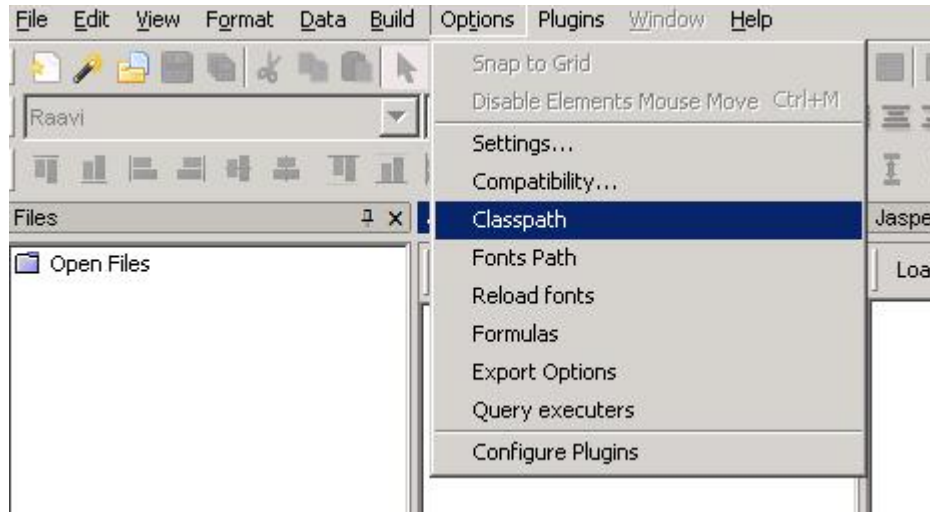 File Edit View Format Data Build Options Plugins Window Help
Snap to Grid
Disable Elements Mouse Move Ctrl+M
Raavi
Settings...
Compatibility...
Files
Classpath
Jaspe
Open Files
Fonts Path
Loa
Reload fonts
Formulas
Export Options
Query executers
Configure Plugins